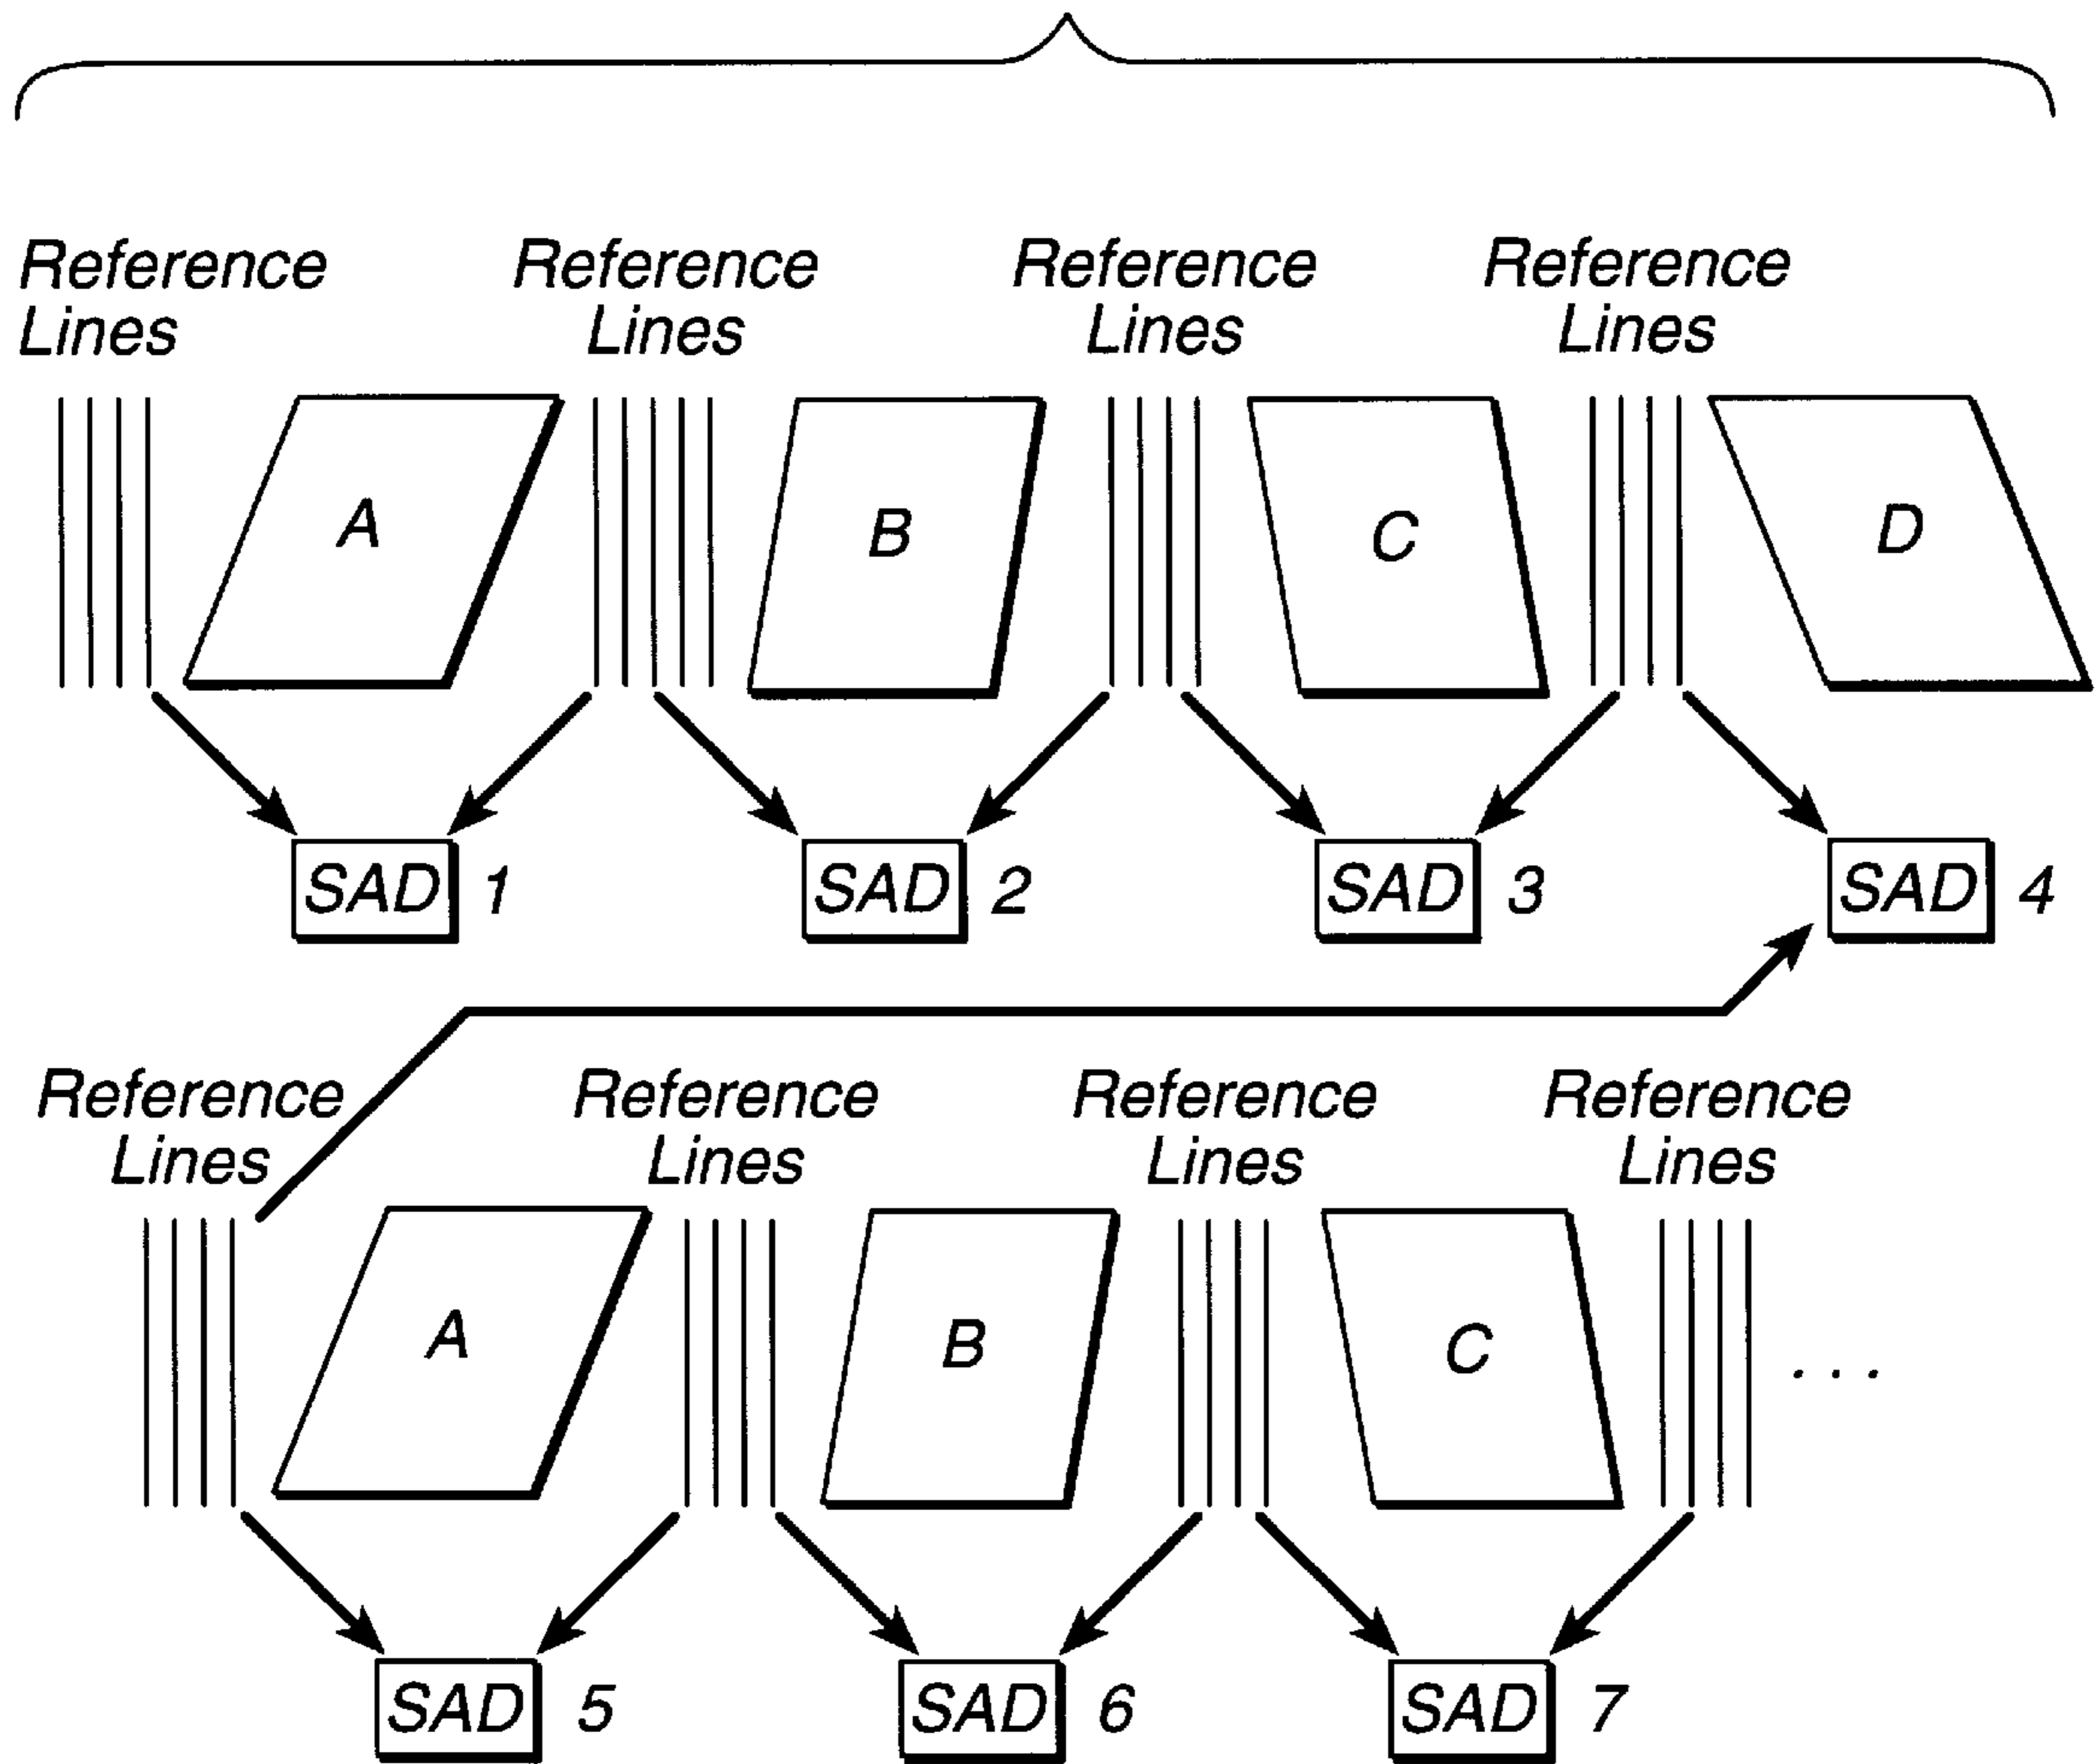 Reference Lines
Reference Lines
Reference Lines
Reference Lines
A
B
C
D
SAD 1
SAD 2
SAD 3
SAD 4
Reference Lines
Reference Lines
Reference Lines
Reference Lines
A
B
C
. . .
SAD 5
SAD 6
SAD 7